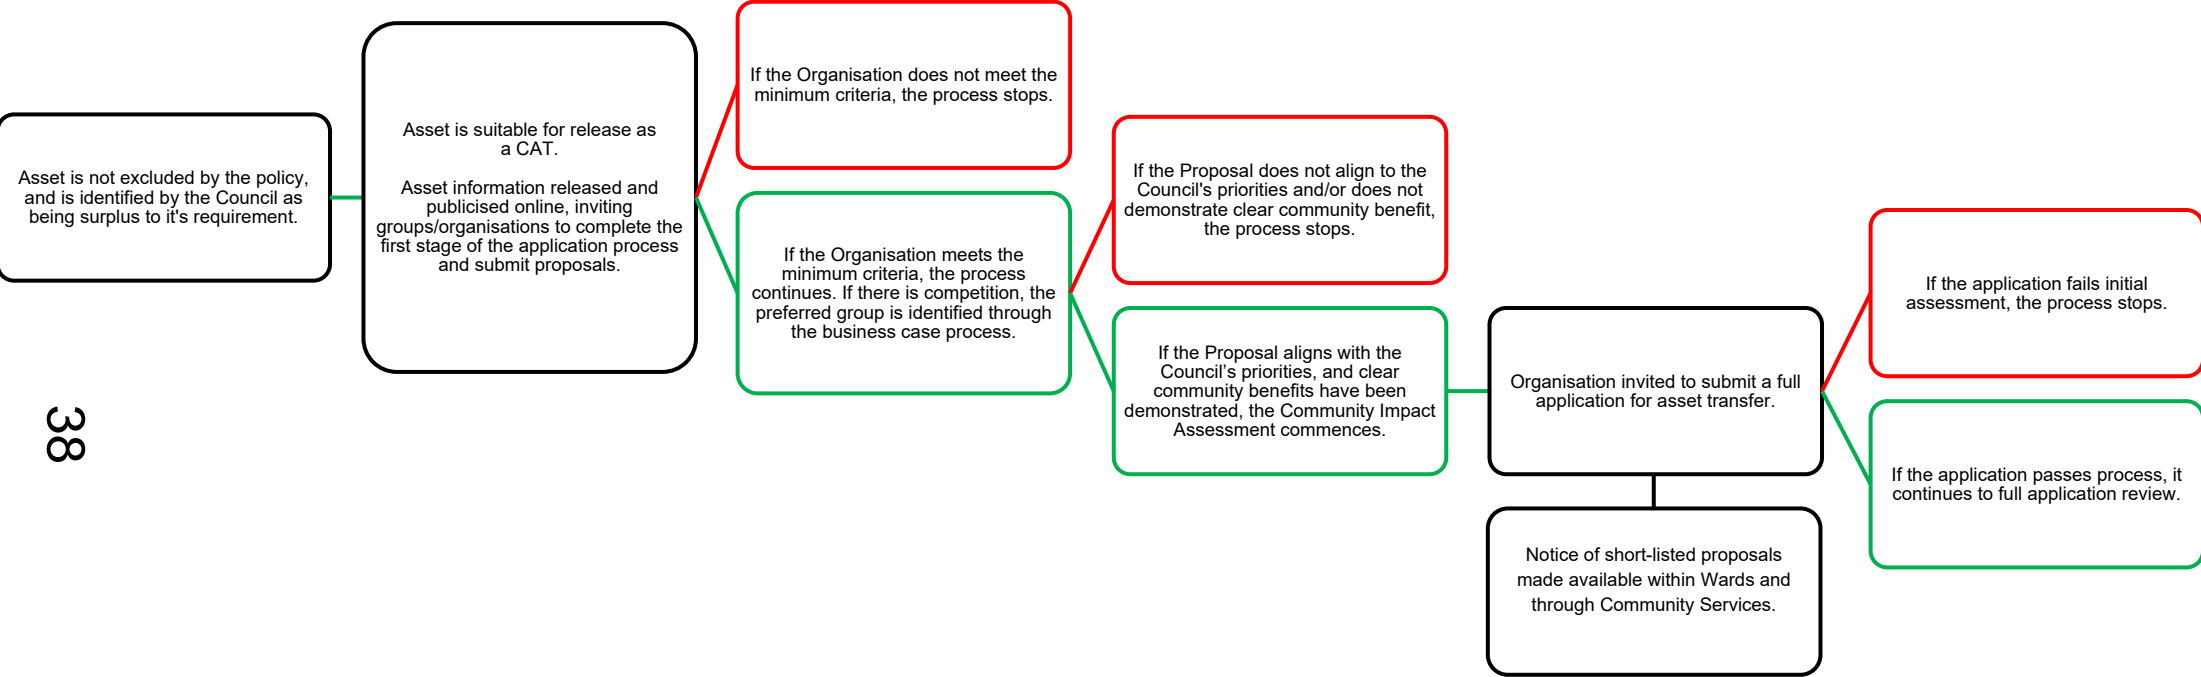 Asset is not excluded by the policy,
and is identified by the Council as
being surplus to it's requirement.
Asset is suitable for release as
a CAT.
Asset information released and
publicised online, inviting
groups/organisations to complete the
first stage of the application process
and submit proposals.
If the Organisation does not meet the
minimum criteria, the process stops.
If the Organisation meets the
minimum criteria, the process
continues. If there is competition, the
preferred group is identified through
the business case process.
If the Proposal does not align to the
Council's priorities and/or does not
demonstrate clear community benefit,
the process stops.
If the Proposal aligns with the
Council’s priorities, and clear
community benefits have been
demonstrated, the Community Impact
Assessment commences.
Organisation invited to submit a full
application for asset transfer.
Notice of short-listed proposals
made available within Wards and
through Community Services.
If the application fails initial
assessment, the process stops.
If the application passes process, it
continues to full application review.
38